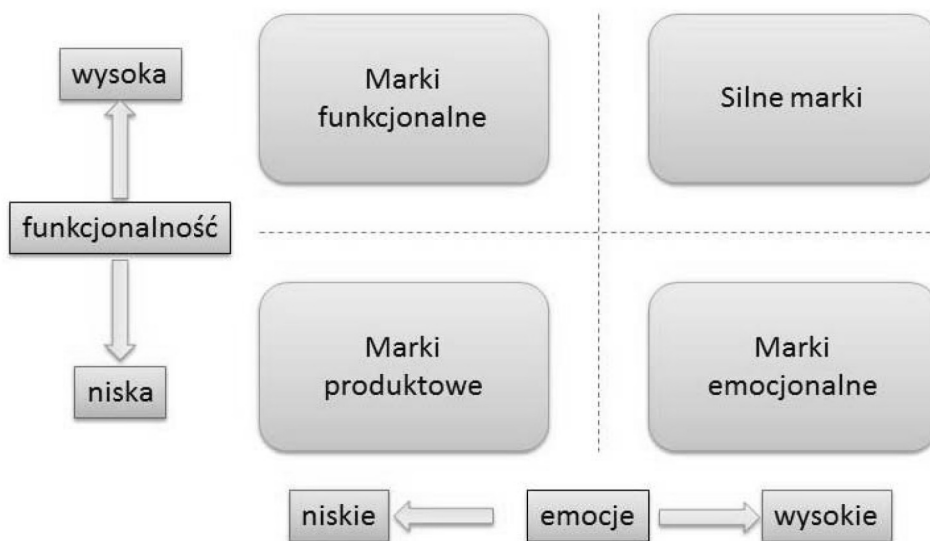 wysoka
Marki
funkcjonalne
Silne marki
funkcjonalność
niska
Marki
produktowe
Marki
emocjonalne
niskie
emocje
wysokie